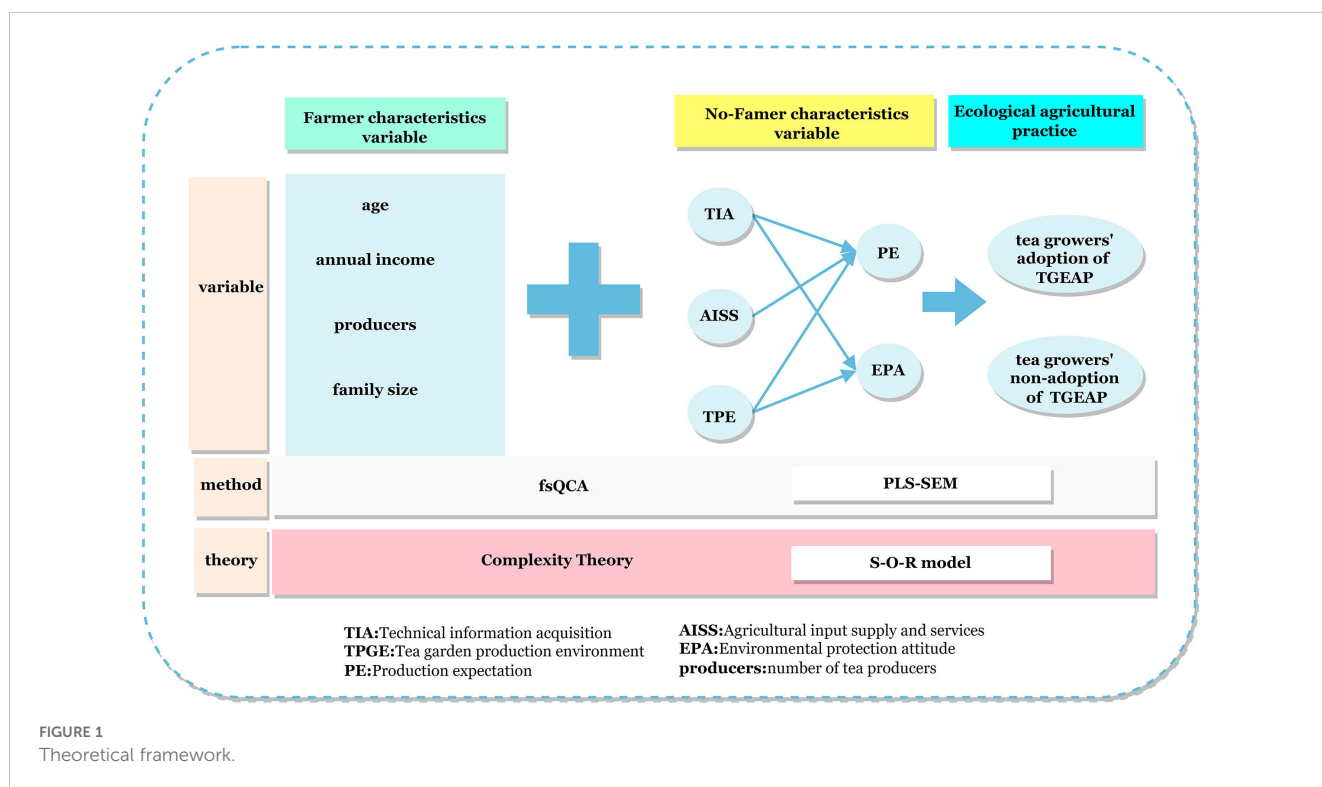 Farmer characteristics
variable
No-Famer characteristics
variable
Ecological agricultural
practice
variable
age
annual income
producers
family size
TIA
AISS
TPE
PE
EPA
tea growers'
adoption of
TGEAP
tea growers'
non-adoption
of TGEAP
method
fsQCA
PLS-SEM
theory
Complexity Theory
S-O-R model
TIA:Technical information acquisition
TPGE:Tea garden production environment
PE:Production expectation
AISS:Agricultural input supply and services
EPA:Environmental protection attitude
producers:number of tea producers
FIGURE 1
Theoretical framework.